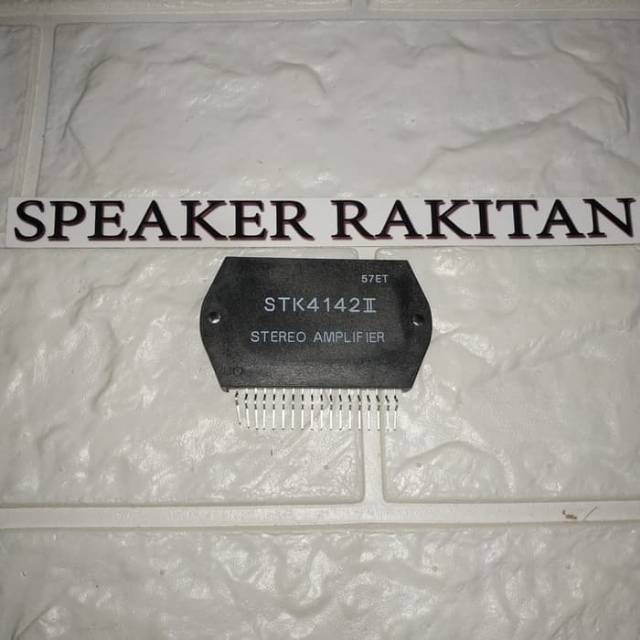 SPEAKER RAKITAN
57ET
STK4142II
STEREO AMPLIFIER